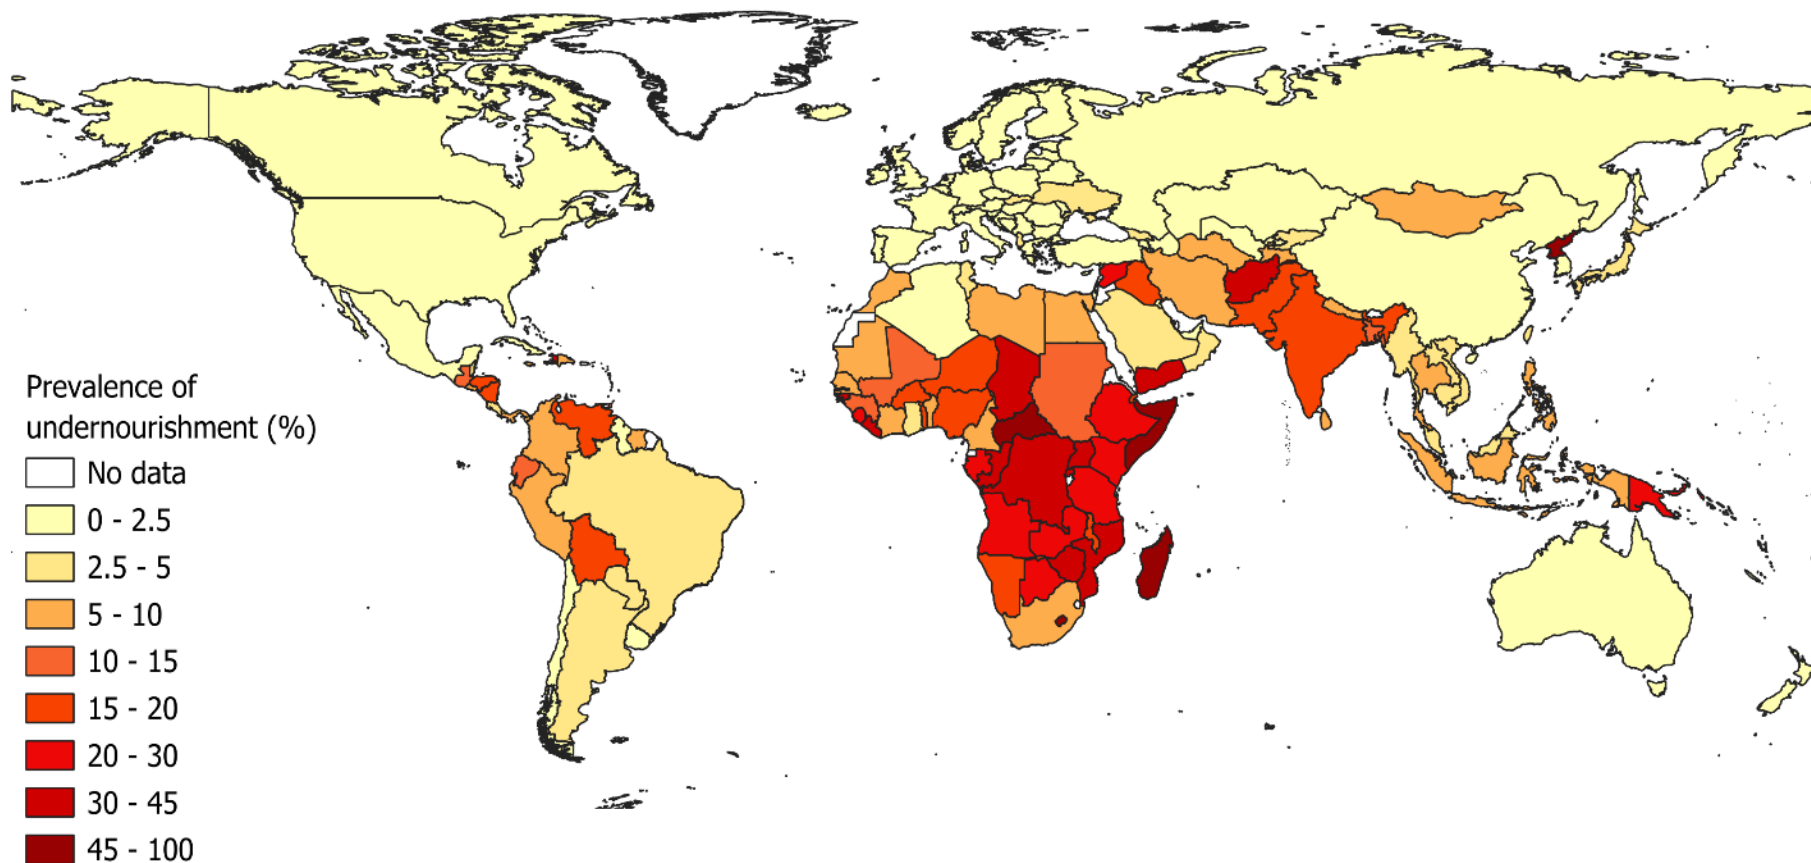 Prevalence of
undernourishment (%)
No data
0 - 2.5
2.5 - 5
5 - 10
10 - 15
15 - 20
20 - 30
30 - 45
45 - 100